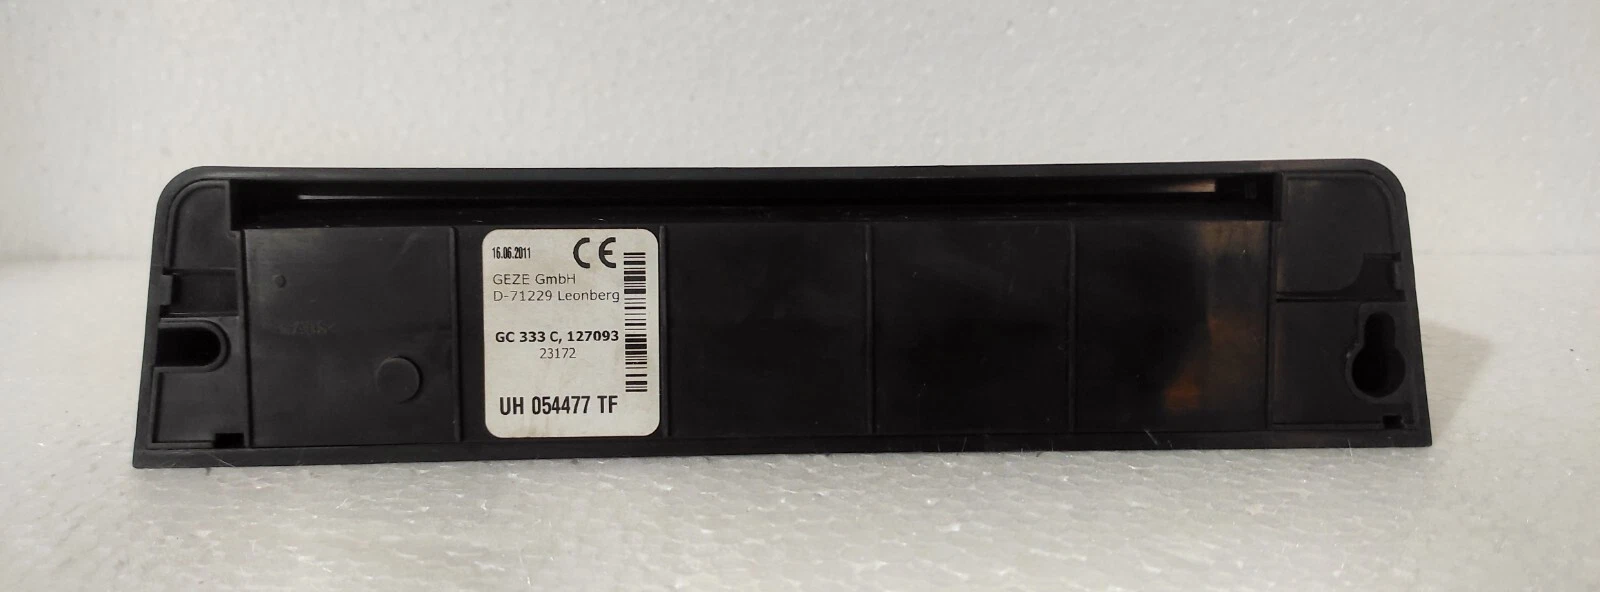 16.06.2011 CE
GEZE GmbH
D-71229 Leonberg
GC 333 C, 127093
23172
UH 054477 TF